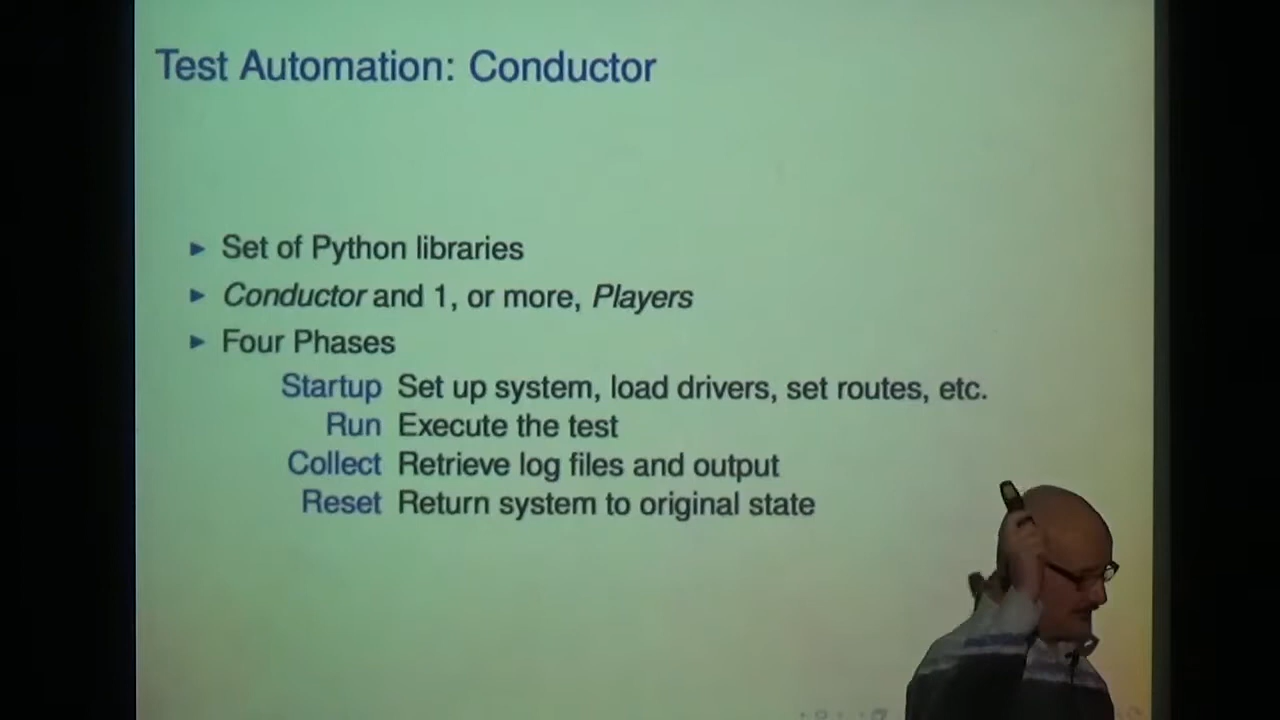 Test Automation: Conductor
Set of Python libraries
Conductor and 1, or more, Players
Four Phases
Startup Set up system, load drivers, set routes, etc.
Run Execute the test
Collect Retrieve log files and output
Reset Return system to original state